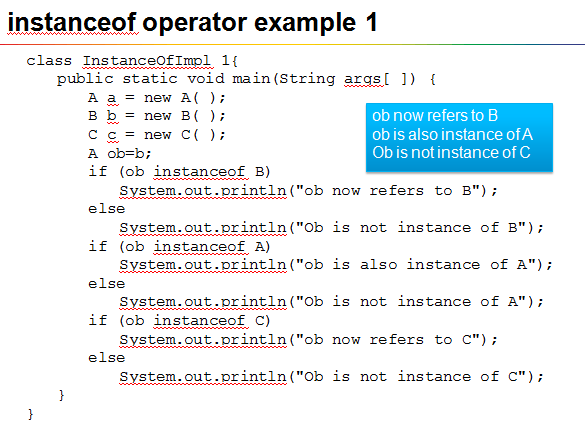 instanceof operator example 1
class InstanceOfImpl 1{
public static void main(String args[ ]) {
A a = new A( );
B b = new B( );
C c = new C( );
A ob=b;
if (ob instanceof B)
System.out.println("ob now refers to B");
else
System.out.println("Ob is not instance of B");
if (ob instanceof A)
System.out.println("ob is also instance of A");
else
System.out.println("Ob is not instance of A");
if (ob instanceof C)
System.out.println("ob now refers to C");
else
System.out.println("Ob is not instance of C");
}
}
ob now refers to B
ob is also instance of A
Ob is not instance of C